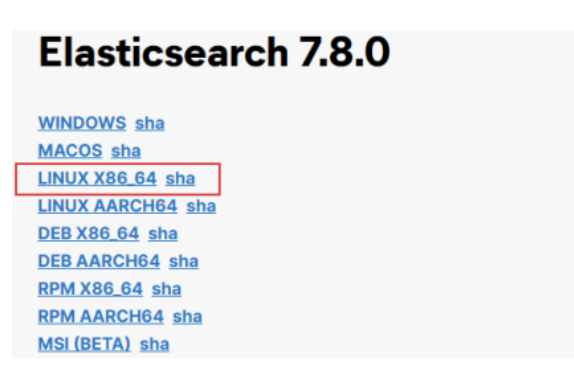 Elasticsearch 7.8.0
WINDOWS sha
MACOS sha
LINUX X86_64 sha
LINUX AARCH64 sha
DEB X86_64 sha
DEB AARCH64 sha
RPM X86_64 sha
RPM AARCH64 sha
MSI (BETA) sha